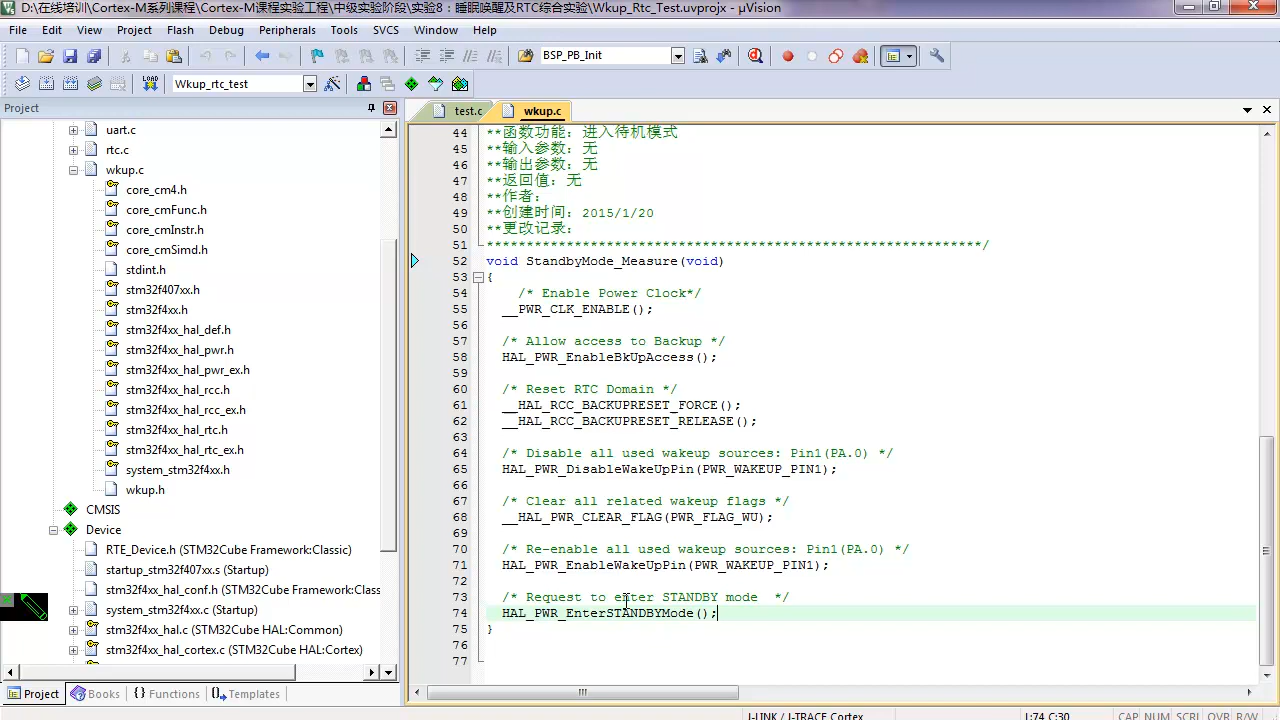 D:\在线培训\Cortex-M系列课程\Cortex-M课程实验工程\中级实验阶段\实验8：睡眠唤醒及RTC综合实验\Wkup_Rtc_Test.uvprojx - µVision
File Edit View Project Flash Debug Peripherals Tools SVCS Window Help
BSP_PB_Init
LOAD Wkup_rtc_test
Project
test.c wkup.c
uart.c
rtc.c
wkup.c
core_cm4.h
core_cmFunc.h
core_cmInstr.h
core_cmSimd.h
stdint.h
stm32f407xx.h
stm32f4xx.h
stm32f4xx_hal_def.h
stm32f4xx_hal_pwr.h
stm32f4xx_hal_pwr_ex.h
stm32f4xx_hal_rcc.h
stm32f4xx_hal_rcc_ex.h
stm32f4xx_hal_rtc.h
stm32f4xx_hal_rtc_ex.h
system_stm32f4xx.h
wkup.h
CMSIS
Device
RTE_Device.h (STM32Cube Framework:Classic)
startup_stm32f407xx.s (Startup)
stm32f4xx_hal_conf.h (STM32Cube Framework:Classic)
system_stm32f4xx.c (Startup)
stm32f4xx_hal.c (STM32Cube HAL:Common)
stm32f4xx_hal_cortex.c (STM32Cube HAL:Cortex)
Project Books {} Functions Templates
44 **函数功能：进入待机模式
45 **输入参数：无
46 **输出参数：无
47 **返回值：无
48 **作者：
49 **创建时间：2015/1/20
50 **更改记录：
51 **************************************************************/
52 void StandbyMode_Measure(void)
53 {
54 /* Enable Power Clock*/
55 __PWR_CLK_ENABLE();
56
57 /* Allow access to Backup */
58 HAL_PWR_EnableBkUpAccess();
59
60 /* Reset RTC Domain */
61 __HAL_RCC_BACKUPRESET_FORCE();
62 __HAL_RCC_BACKUPRESET_RELEASE();
63
64 /* Disable all used wakeup sources: Pin1(PA.0) */
65 HAL_PWR_DisableWakeUpPin(PWR_WAKEUP_PIN1);
66
67 /* Clear all related wakeup flags */
68 __HAL_PWR_CLEAR_FLAG(PWR_FLAG_WU);
69
70 /* Re-enable all used wakeup sources: Pin1(PA.0) */
71 HAL_PWR_EnableWakeUpPin(PWR_WAKEUP_PIN1);
72
73 /* Request to enter STANDBY mode */
74 HAL_PWR_EnterSTANDBYMode();
75 }
76
77
J-LINK / J-TRACE Cortex L:74 C:30 CAP NUM SCRL OVR R/W